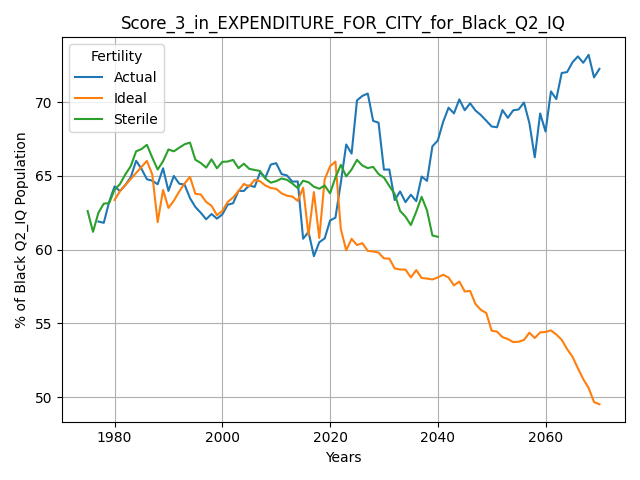 Score_3_in_EXPENDITURE_FOR_CITY_for_Black_Q2_IQ
Fertility
Actual
Ideal
Sterile
% of Black Q2_IQ Population
70
65
60
55
50
1980
2000
2020
2040
2060
Years